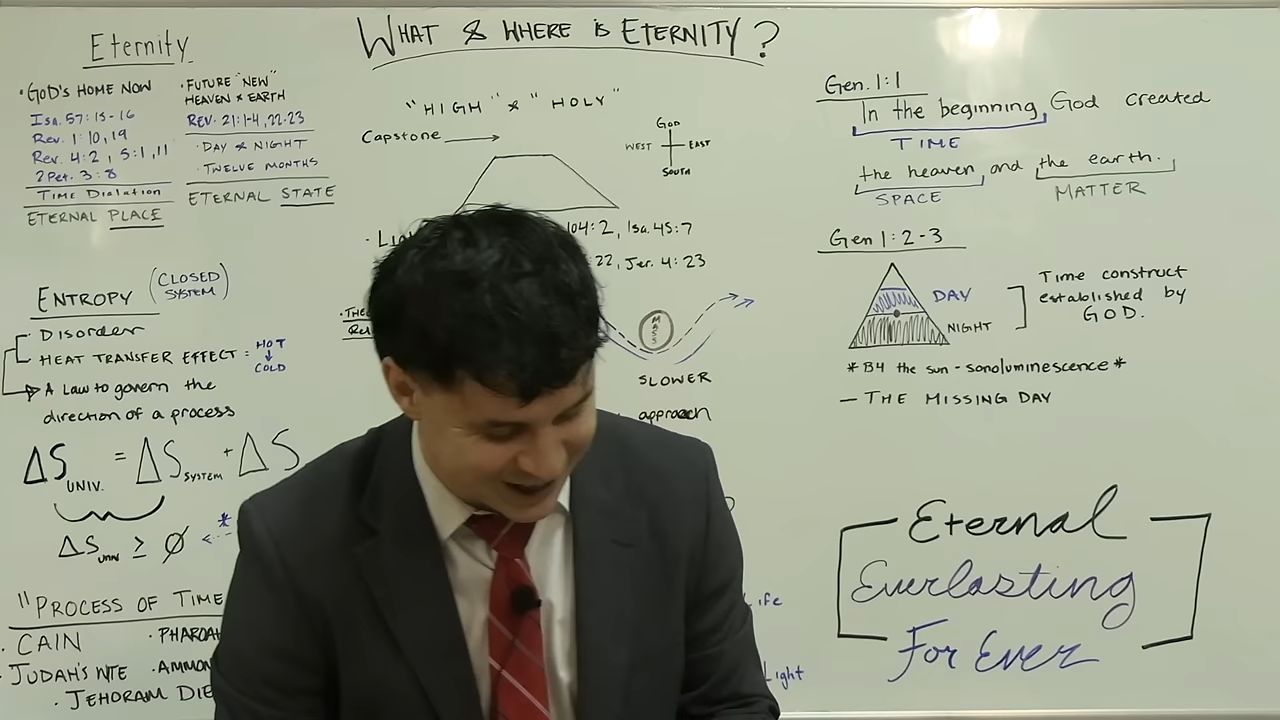 WHAT & WHERE IS ETERNITY?
Eternity
· GOD'S HOME NOW
Isa. 57:15-16
Rev. 1:10, 19
Rev. 4:2, 5:1, 11
2 Pet. 3:8
TIME DIALATION
ETERNAL PLACE
· FUTURE "NEW"
HEAVEN & EARTH
REV. 21:1-4, 22-23
· DAY & NIGHT
· TWELVE MONTHS
ETERNAL STATE
ENTROPY (CLOSED
SYSTEM)
Disorder
HEAT TRANSFER EFFECT = HOT
↓
COLD
A LAW to govern the
direction of a process
ΔS UNIV. = ΔS SYSTEM + ΔS
ΔS UNIV ≥ Ø
*
"PROCESS OF TIME
· CAIN
· JUDAH'S WIFE
· JEHORAM DIE
· PHAROAH
· AMMON
"HIGH" & "HOLY"
Capstone →
GOD
WEST
EAST
SOUTH
104:2, Isa. 45:7
22, Jer. 4:23
MASS
SLOWER
approach
Life
Light
Gen. 1:1
In the beginning, God created
TIME
the heaven, and the earth.
SPACE
MATTER
Gen 1:2-3
DAY
NIGHT
Time construct
established by
GOD.
*B4 the sun - sonoluminescence*
— THE MISSING DAY
Eternal
Everlasting
For Ever